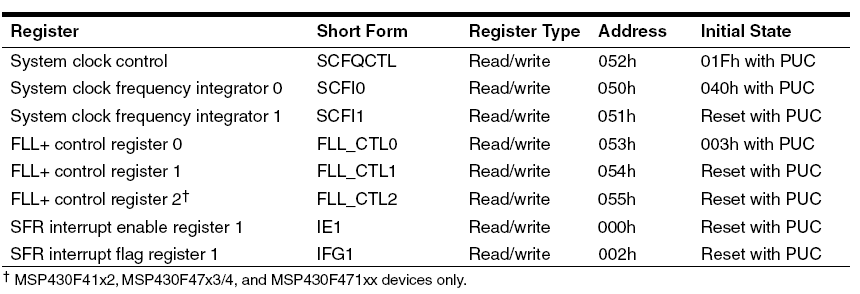 Register Short Form Register Type Address Initial State
System clock control SCFQCTL Read/write 052h 01Fh with PUC
System clock frequency integrator 0 SCFI0 Read/write 050h 040h with PUC
System clock frequency integrator 1 SCFI1 Read/write 051h Reset with PUC
FLL+ control register 0 FLL_CTL0 Read/write 053h 003h with PUC
FLL+ control register 1 FLL_CTL1 Read/write 054h Reset with PUC
FLL+ control register 2† FLL_CTL2 Read/write 055h Reset with PUC
SFR interrupt enable register 1 IE1 Read/write 000h Reset with PUC
SFR interrupt flag register 1 IFG1 Read/write 002h Reset with PUC
† MSP430F41x2, MSP430F47x3/4, and MSP430F471xx devices only.